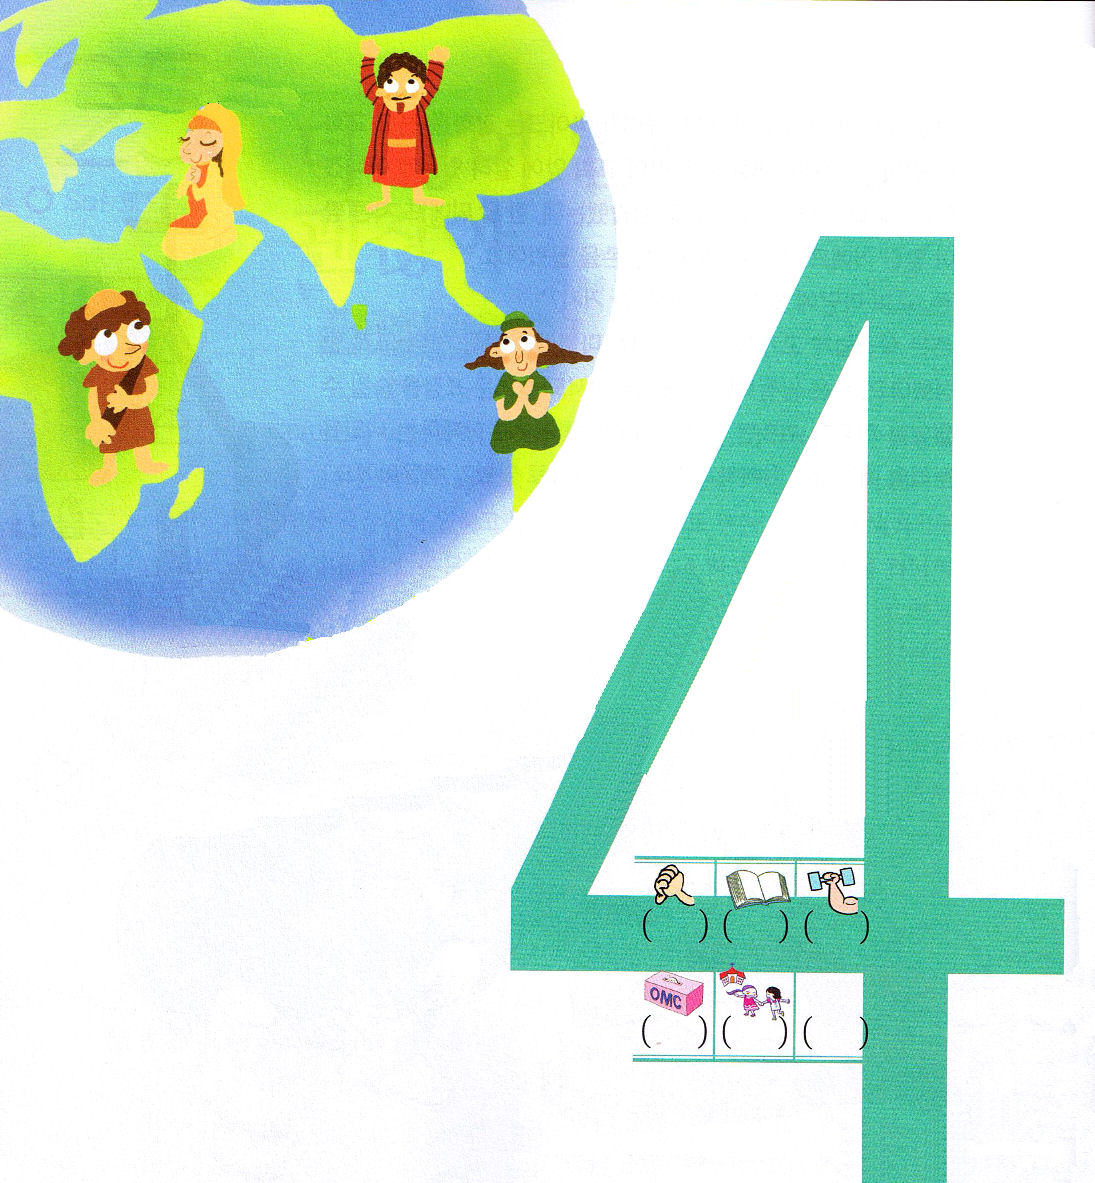 4
( ) ( ) ( )
OMC
( ) ( ) ( )